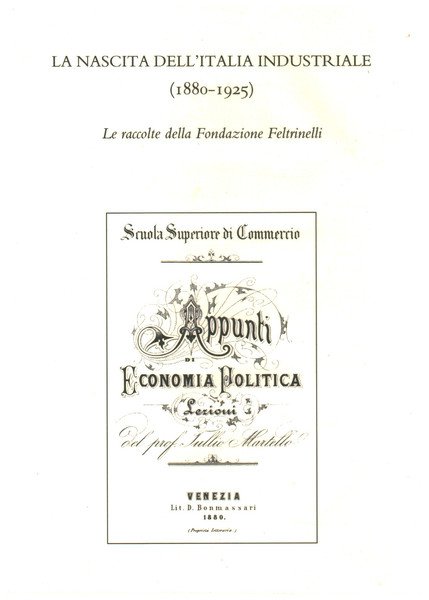 LA NASCITA DELL'ITALIA INDUSTRIALE
(1880-1925)
Le raccolte della Fondazione Feltrinelli
Scuola Superiore di Commercio
Appunti
DI
ECONOMIA POLITICA
Lezioni
del prof. Tullio Martello
VENEZIA
Lit. D. Bonmassari
1880.
(Proprietà letteraria.)